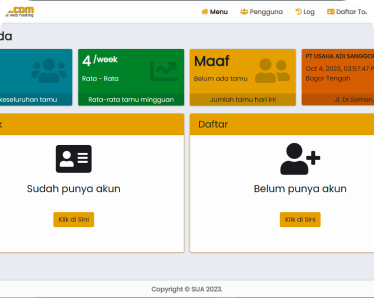 .COM
web hosting
Menu
Pengguna
Log
Daftar
da
4 /week
Rata - Rata
Rata-rata tamu mingguan
Maaf
Belum ada tamu
Jumlah tamu hari ini
PT USAHA ADI SANGGO
Oct 4, 2023, 03:57:47
Bogor Tengah
Jl. Dr.
keseluruhan tamu
k
Sudah punya akun
Klik di Sini
Daftar
Belum punya akun
Klik di Sini
Copyright © SUA 2023.